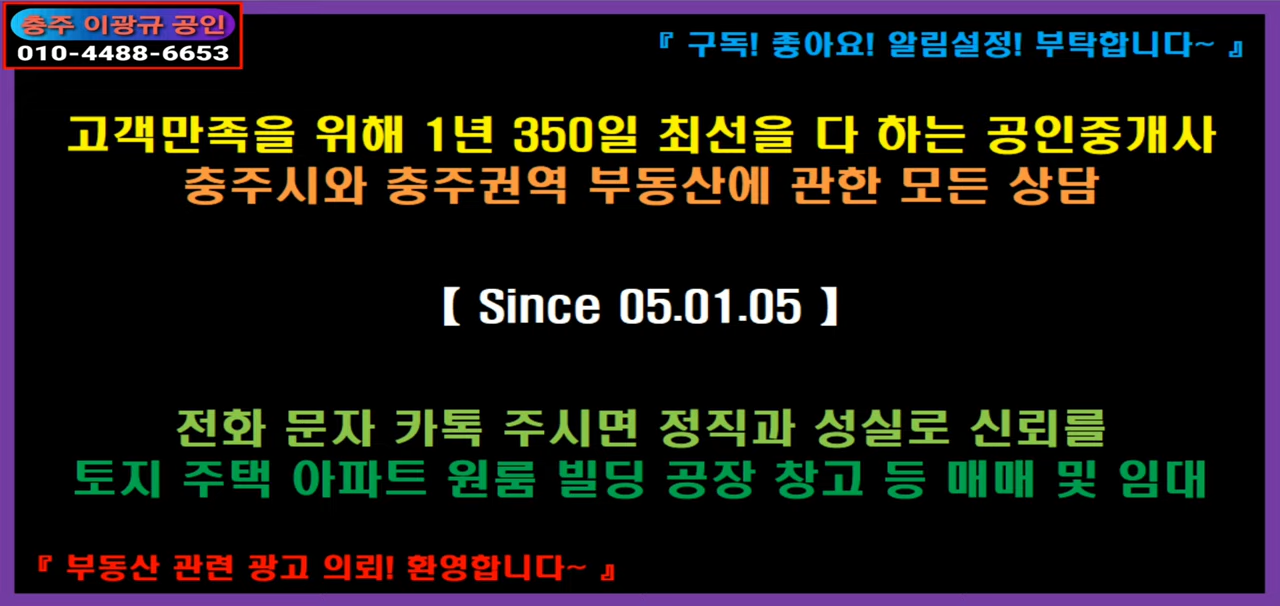 충주 이광규 공인
010-4488-6653
『 구독! 좋아요! 알림설정! 부탁합니다~ 』
고객만족을 위해 1년 350일 최선을 다 하는 공인중개사
충주시와 충주권역 부동산에 관한 모든 상담
【 Since 05.01.05 】
전화 문자 카톡 주시면 정직과 성실로 신뢰를
토지 주택 아파트 원룸 빌딩 공장 창고 등 매매 및 임대
『 부동산 관련 광고 의뢰! 환영합니다~ 』